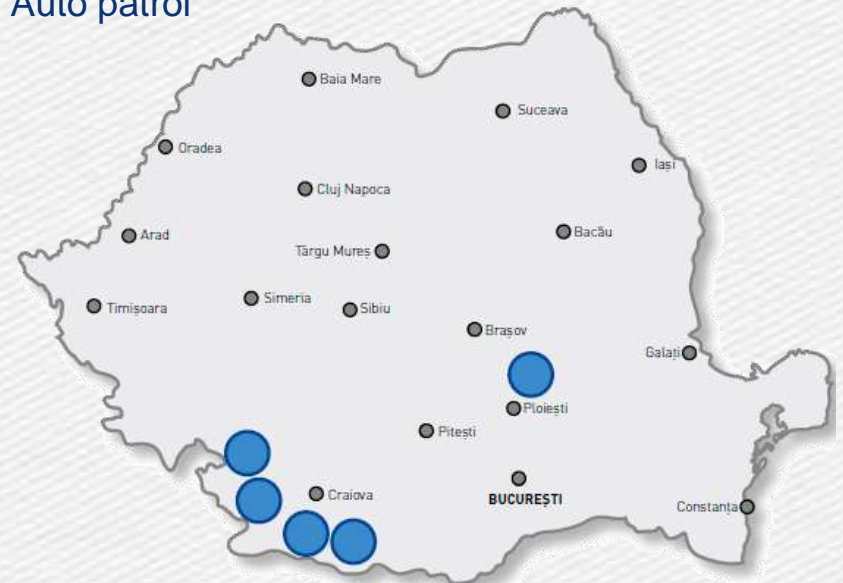 Auto patrol
Baia Mare
Suceava
Oradea
Iași
Cluj Napoca
Bacău
Arad
Târgu Mureș
Simeria
Timișoara
Sibiu
Brașov
Galați
Ploiești
Pitești
Craiova
BUCUREȘTI
Constanța